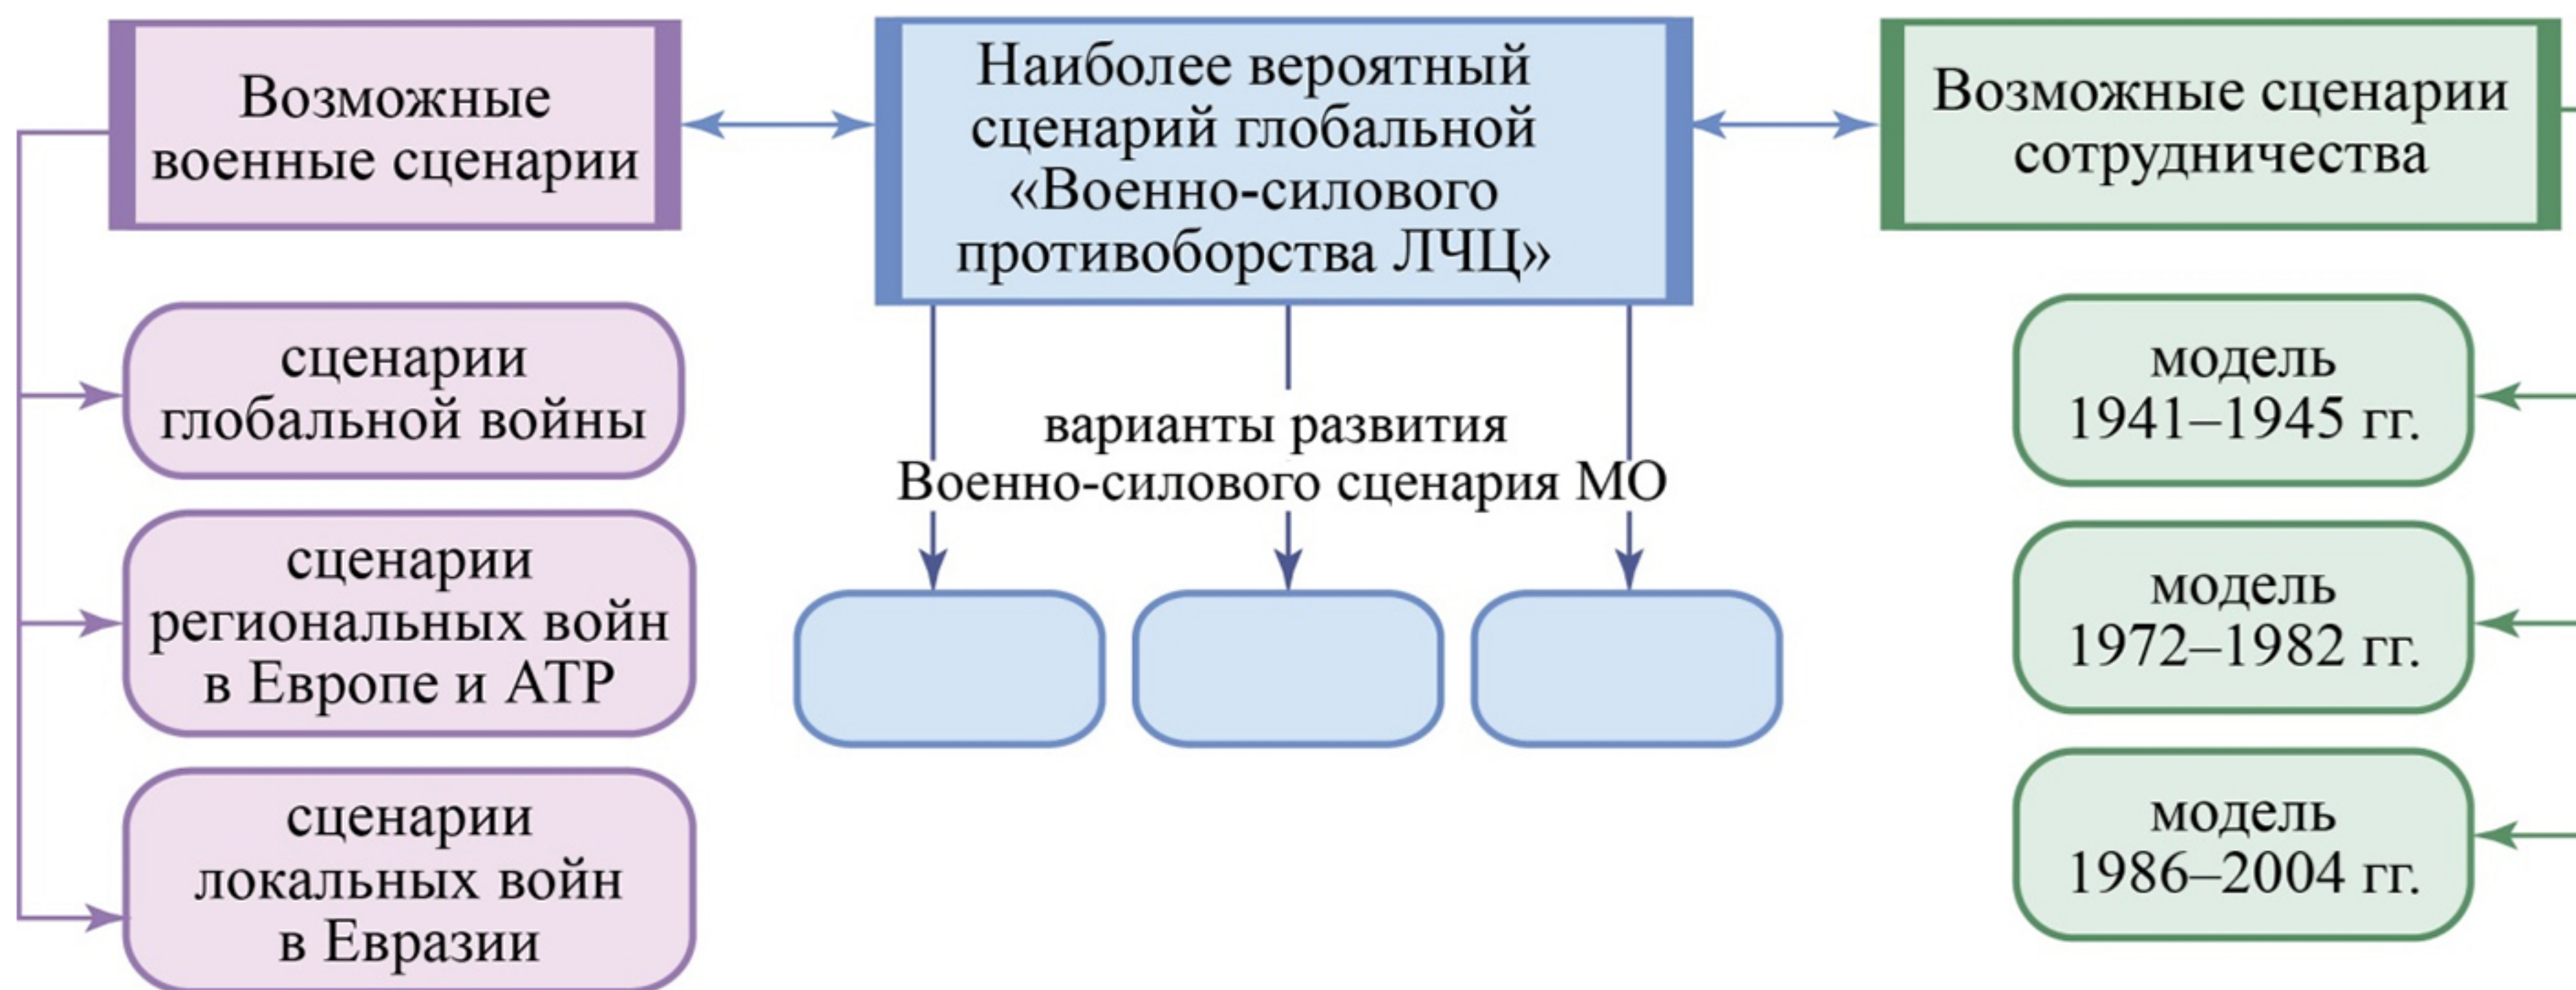 Возможные
военные сценарии
сценарии
глобальной войны
сценарии
региональных войн
в Европе и АТР
сценарии
локальных войн
в Евразии
Наиболее вероятный
сценарий глобальной
«Военно-силового
противоборства ЛЧЦ»
варианты развития
Военно-силового сценария МО
Возможные сценарии
сотрудничества
модель
1941–1945 гг.
модель
1972–1982 гг.
модель
1986–2004 гг.